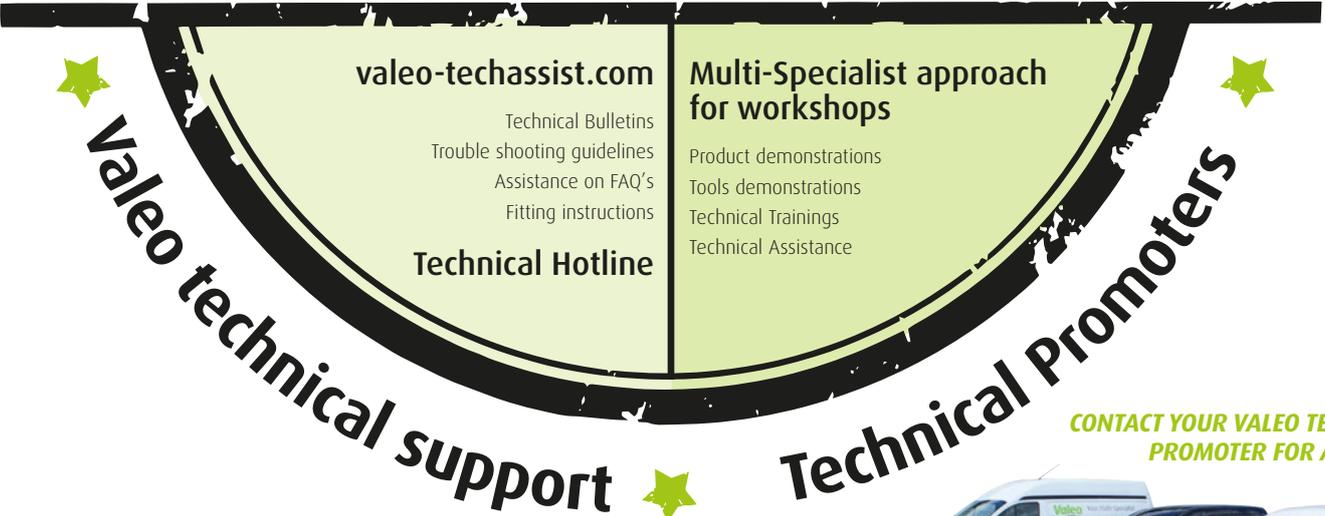 valeo-techassist.com
Technical Bulletins
Trouble shooting guidelines
Assistance on FAQ’s
Fitting instructions
Technical Hotline
Multi-Specialist approach
for workshops
Product demonstrations
Tools demonstrations
Technical Trainings
Technical Assistance
Valeo technical support
Technical Promoters
CONTACT YOUR VALEO
PROMOTER FOR
Valeo